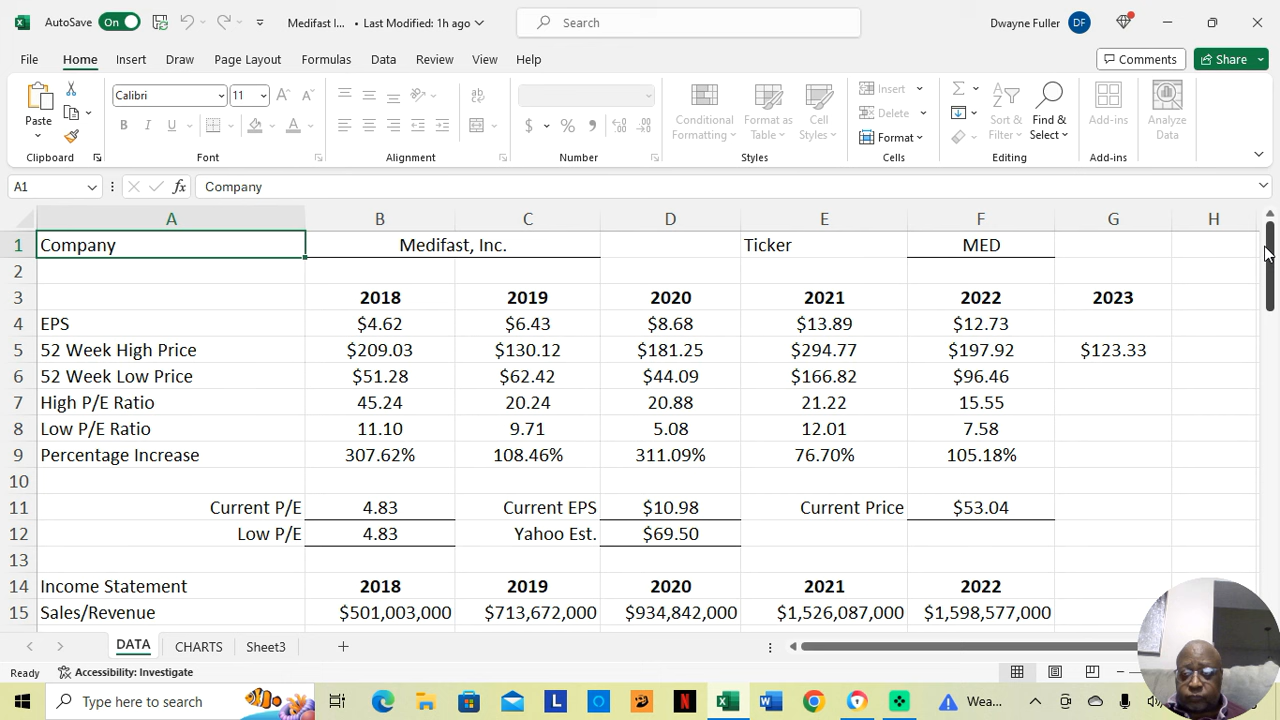 AutoSave On Medifast I... • Last Modified: 1h ago Search Dwayne Fuller DF
File Home Insert Draw Page Layout Formulas Data Review View Help Comments Share
Calibri 11 Insert
Paste Delete Conditional Formatting Format as Table Cell Styles Format Sort & Filter Find & Select Add-ins Analyze Data
Clipboard Font Alignment Number Styles Cells Editing Add-ins
A1 fx Company
A B C D E F G H
1 Company Medifast, Inc. Ticker MED
2
3 2018 2019 2020 2021 2022 2023
4 EPS $4.62 $6.43 $8.68 $13.89 $12.73
5 52 Week High Price $209.03 $130.12 $181.25 $294.77 $197.92 $123.33
6 52 Week Low Price $51.28 $62.42 $44.09 $166.82 $96.46
7 High P/E Ratio 45.24 20.24 20.88 21.22 15.55
8 Low P/E Ratio 11.10 9.71 5.08 12.01 7.58
9 Percentage Increase 307.62% 108.46% 311.09% 76.70% 105.18%
10
11 Current P/E 4.83 Current EPS $10.98 Current Price $53.04
12 Low P/E 4.83 Yahoo Est. $69.50
13
14 Income Statement 2018 2019 2020 2021 2022
15 Sales/Revenue $501,003,000 $713,672,000 $934,842,000 $1,526,087,000 $1,598,577,000
DATA CHARTS Sheet3
Ready Accessibility: Investigate
Type here to search Wea...